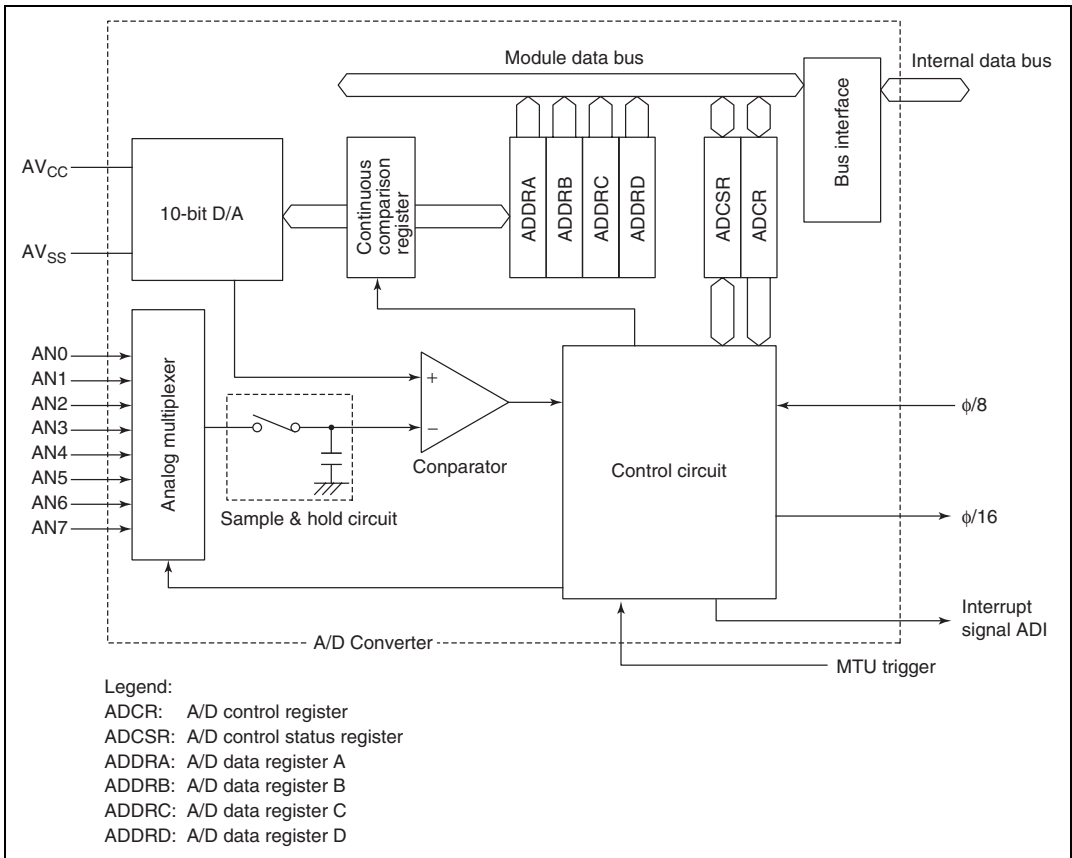 Module data bus
Internal data bus
Bus interface
AVCC
AVSS
10-bit D/A
Continuous
comparison
register
ADDRA
ADDRB
ADDRC
ADDRD
ADCSR
ADCR
AN0
AN1
AN2
AN3
AN4
AN5
AN6
AN7
Analog multiplexer
+
−
Conparator
Sample & hold circuit
Control circuit
ϕ/8
ϕ/16
Interrupt
signal ADI
MTU trigger
A/D Converter
Legend:
ADCR: A/D control register
ADCSR: A/D control status register
ADDRA: A/D data register A
ADDRB: A/D data register B
ADDRC: A/D data register C
ADDRD: A/D data register D